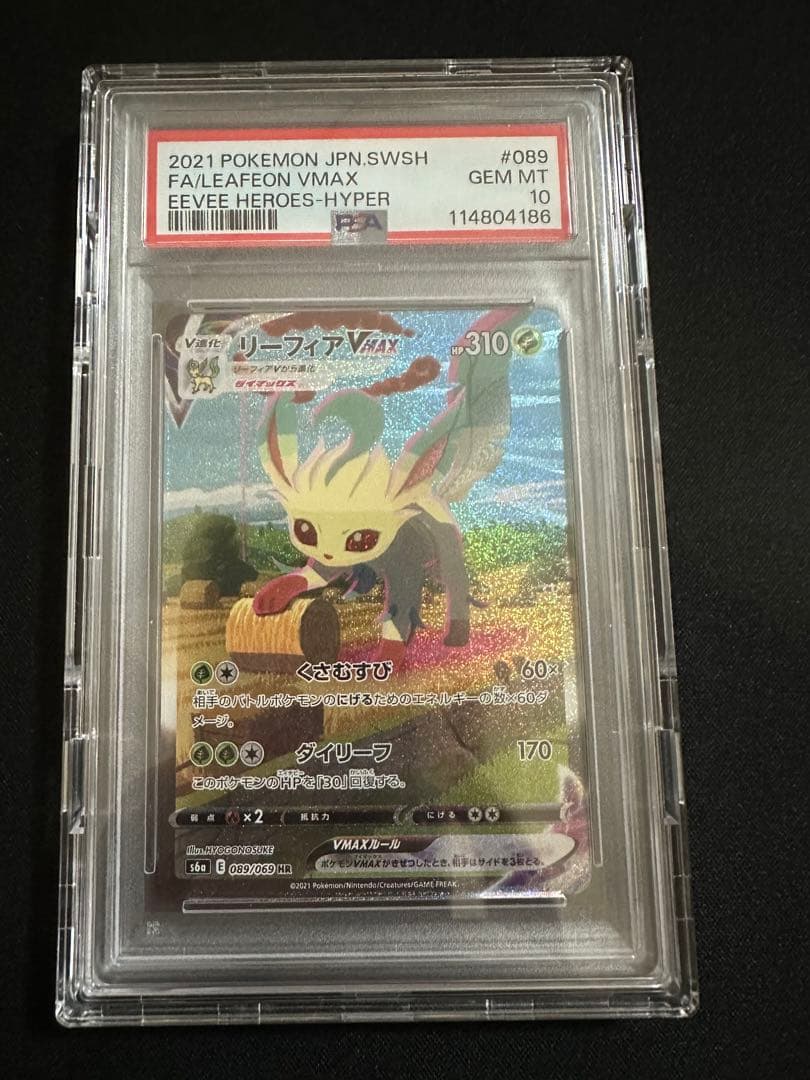 2021 POKEMON JPN.SWSH #089
FA/LEAFEON VMAX GEM MT
EEVEE HEROES-HYPER 10
PSA 114804186
V進化 リーフィアVMAX HP310
リーフィアVから進化
ダイマックス
くさむすび 60×
相手のバトルポケモンのにげるためのエネルギーの数×60ダ
メージ。
ダイリーフ 170
このポケモンのHPを「30」回復する。
弱点 ×2 抵抗力 にげる
Illus. HYOGONOSUKE
VMAXルール
ポケモンVMAXがきぜつしたとき、相手はサイドを3枚とる。
s6a E 089/069 HR
©2021 Pokémon/Nintendo/Creatures/GAME FREAK.